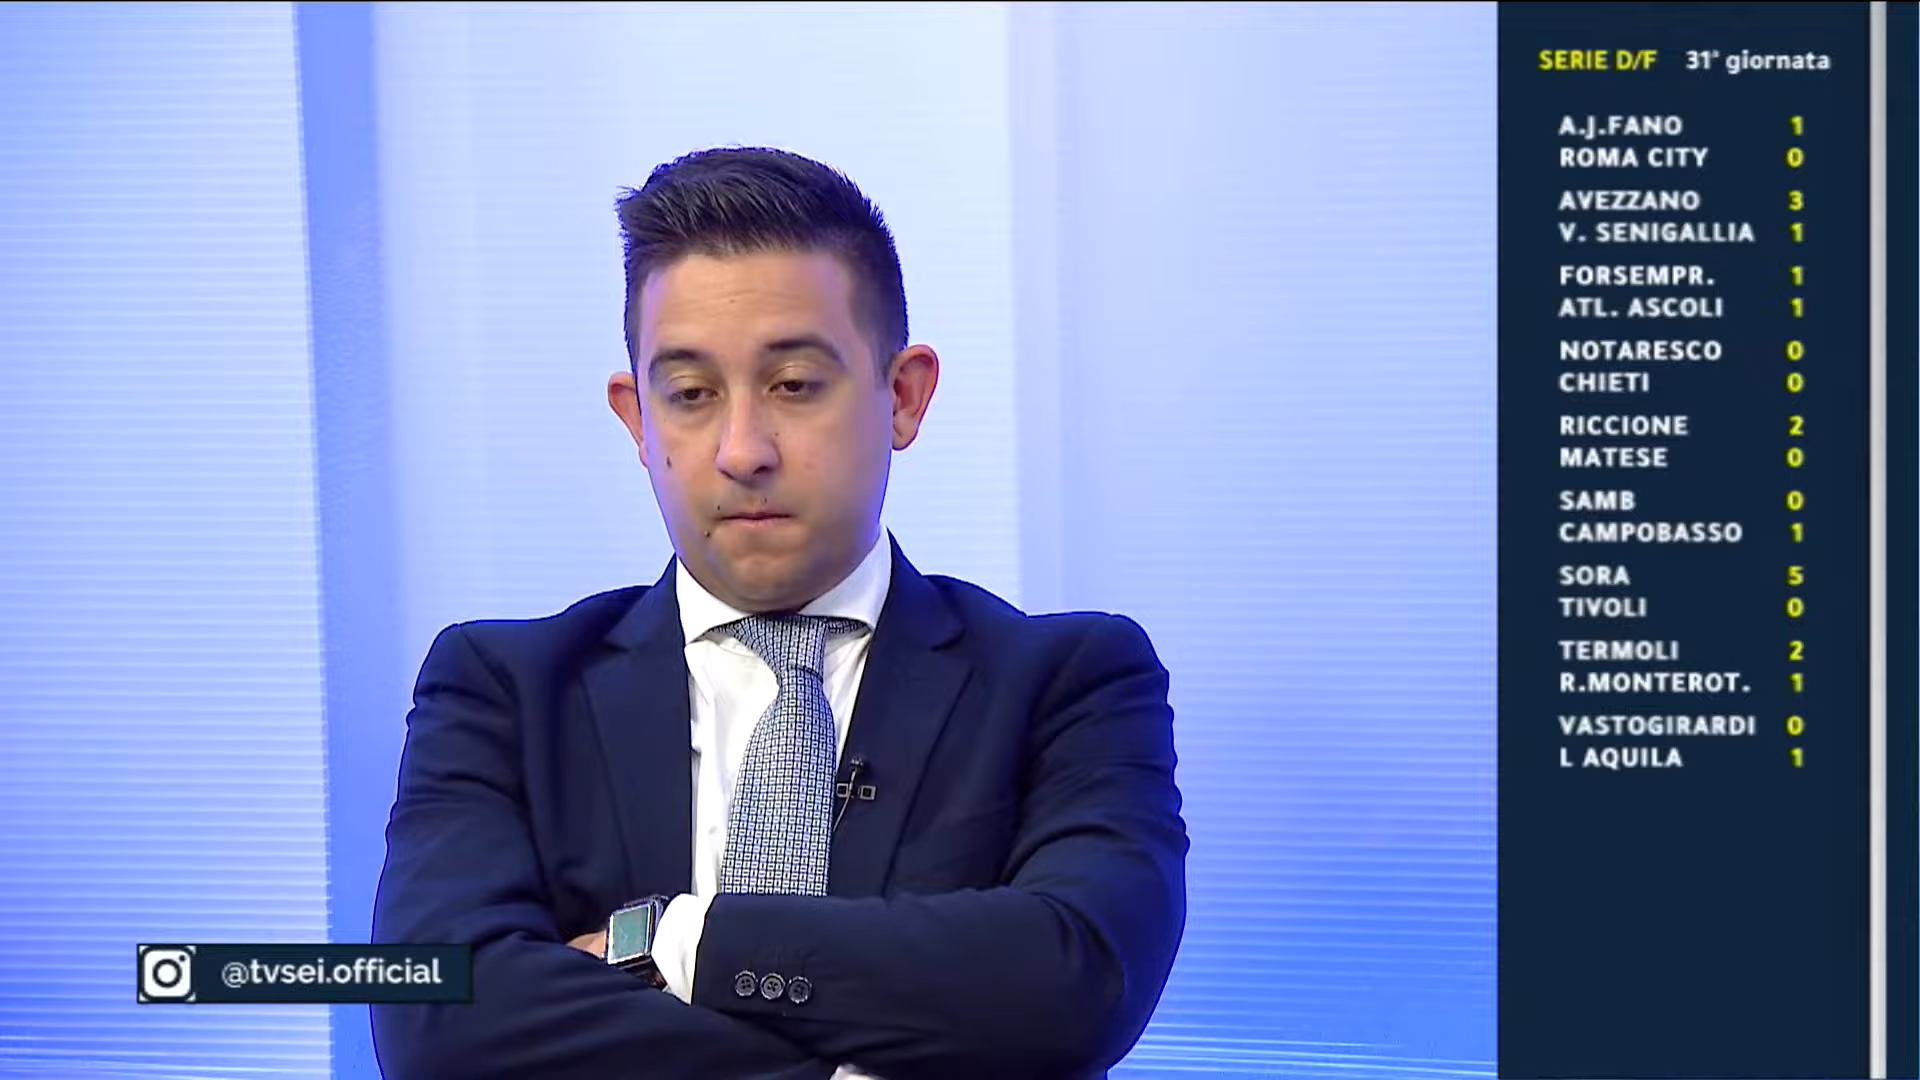 SERIE D/F 31ª giornata
A.J.FANO 1
ROMA CITY 0
AVEZZANO 3
V. SENIGALLIA 1
FORSEMPR. 1
ATL. ASCOLI 1
NOTARESCO 0
CHIETI 0
RICCIONE 2
MATESE 0
SAMB 0
CAMPOBASSO 1
SORA 5
TIVOLI 0
TERMOLI 2
R.MONTEROT. 1
VASTOGIRARDI 0
L AQUILA 1
@tvsei.official